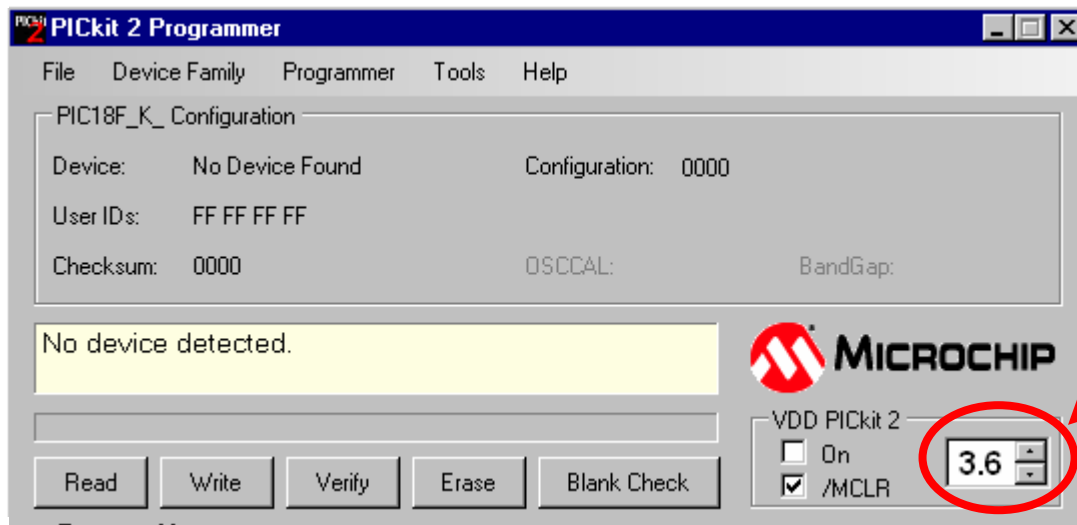 PICkit 2 Programmer
File Device Family Programmer Tools Help
PIC18F_K_ Configuration
Device: No Device Found Configuration: 0000
User IDs: FF FF FF FF
Checksum: 0000 OSCCAL: BandGap:
No device detected.
MICROCHIP
VDD PICkit 2
On
3.6
/MCLR
Read Write Verify Erase Blank Check